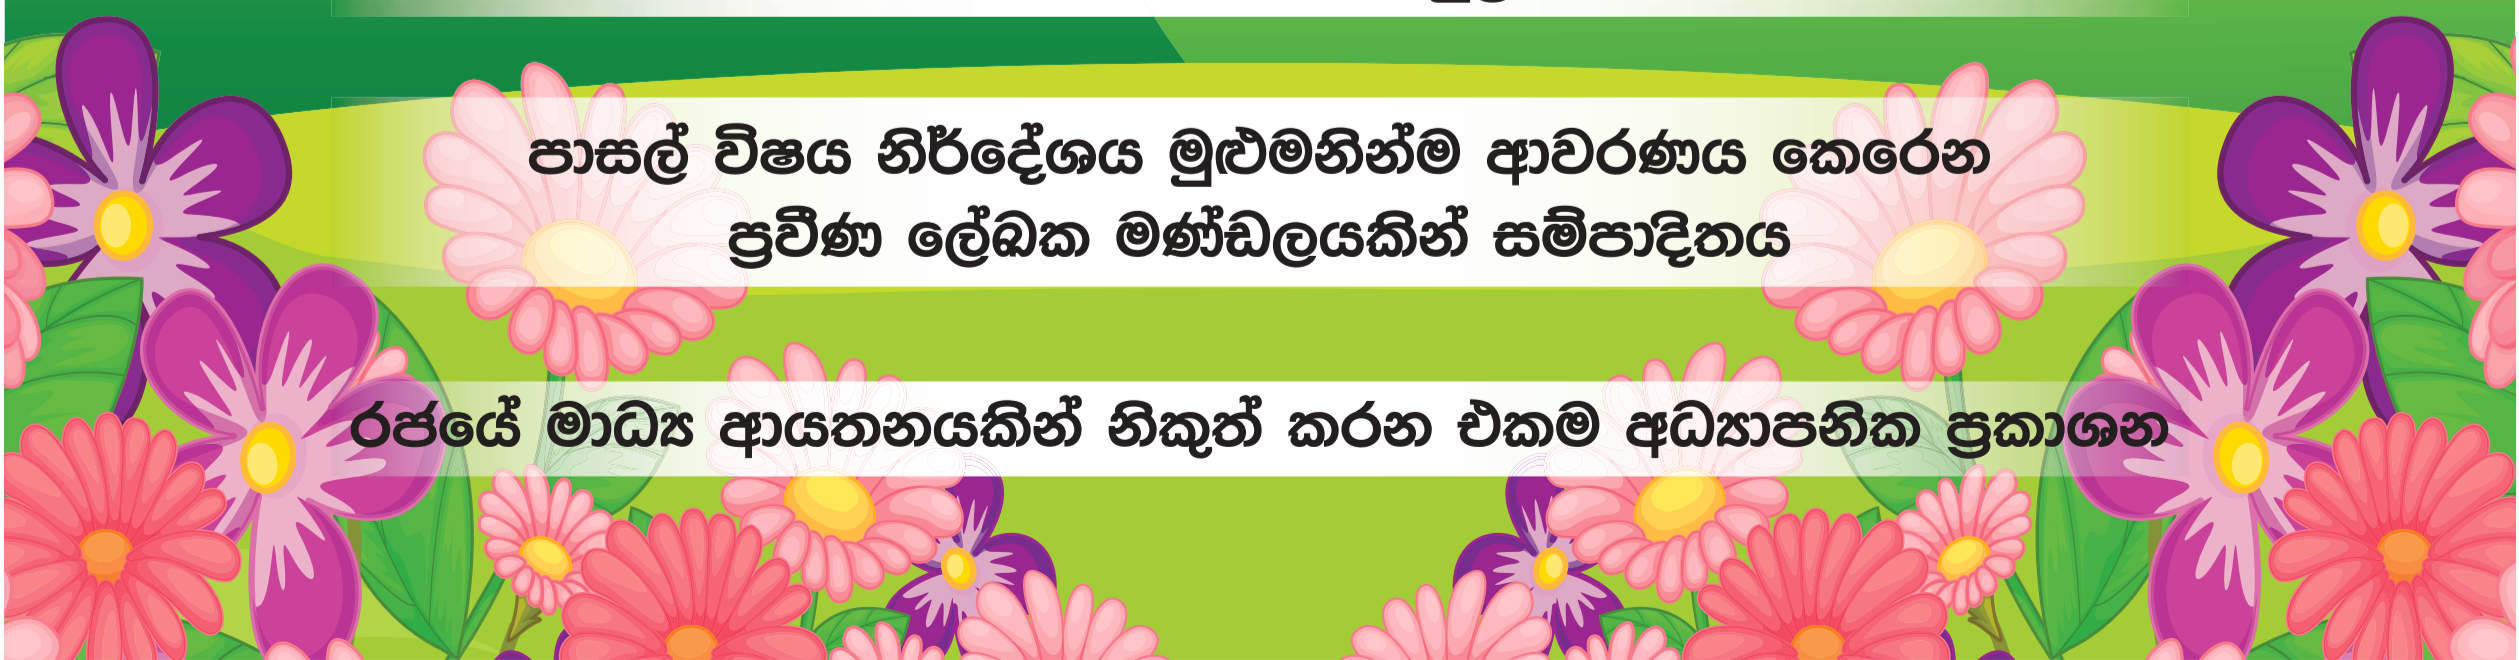 පාසල් විෂය නිර්දේශය මුළුමනින්ම ආවරණය කෙරෙන
ප්‍රවීණ ලේඛක මණ්ඩලයකින් සම්පාදිතය
රජයේ මාධ්‍ය ආයතනයකින් නිකුත් කරන එකම අධ්‍යාපනික ප්‍රකාශන